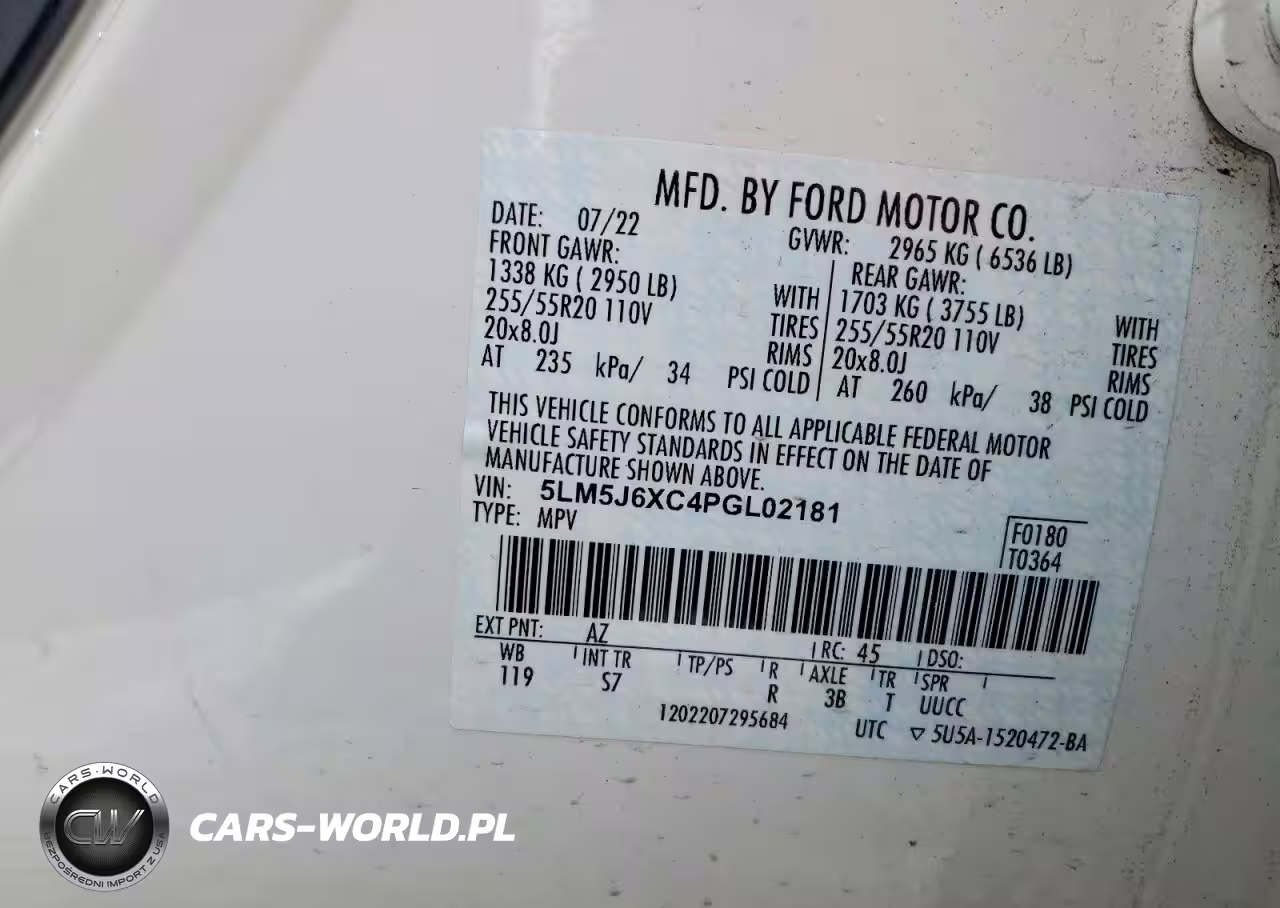 MFD. BY FORD MOTOR CO.
DATE: 07/22 GVWR: 2965 KG ( 6536 LB)
FRONT GAWR: REAR GAWR:
1338 KG ( 2950 LB) WITH 1703 KG ( 3755 LB) WITH
255/55R20 110V TIRES 255/55R20 110V TIRES
20x8.0J RIMS 20x8.0J RIMS
AT 235 kPa/ 34 PSI COLD AT 260 kPa/ 38 PSI COLD
THIS VEHICLE CONFORMS TO ALL APPLICABLE FEDERAL MOTOR
VEHICLE SAFETY STANDARDS IN EFFECT ON THE DATE OF
MANUFACTURE SHOWN ABOVE.
VIN: 5LM5J6XC4PGL02181
TYPE: MPV
F0180
T0364
EXT PNT: AZ RC: 45 DSO:
WB INT TR TP/PS R AXLE TR SPR
119 S7 R 3B T UUCC
1202207295684 UTC ▽ 5U5A-1520472-BA
CARS-WORLD
CW
BEZPOŚREDNI IMPORT Z USA
CARS-WORLD.PL